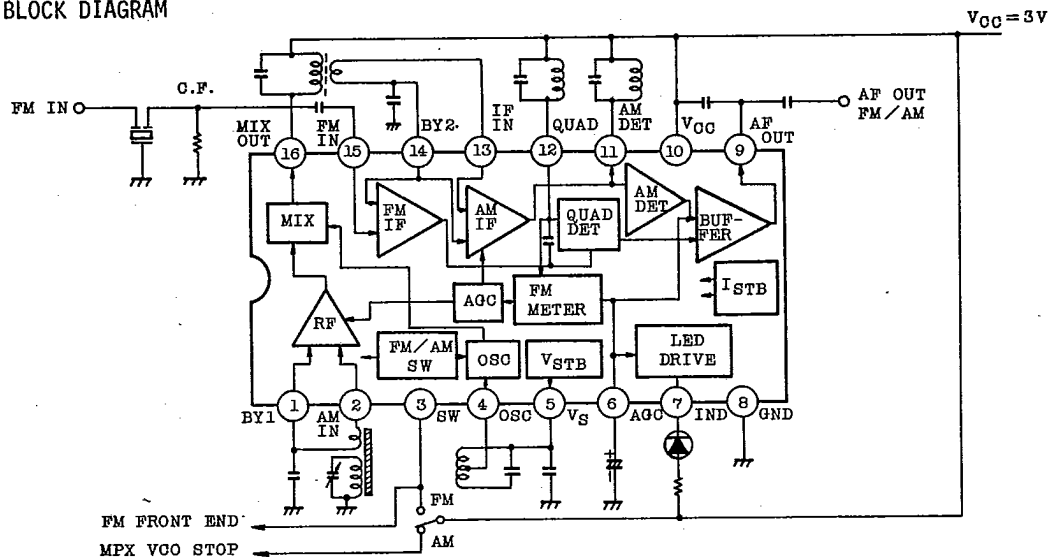 BLOCK DIAGRAM
VCC=3V
C.F.
FM IN
MIX OUT
FM IN
BY2
IF IN
QUAD
AM DET
VCC
AF OUT
AF OUT
FM/AM
16
15
14
13
12
11
10
9
MIX
FM IF
AM IF
QUAD DET
AM DET
BUF-FER
ISTB
AGC
FM METER
RF
FM/AM SW
OSC
VSTB
LED DRIVE
1
2
3
4
5
6
7
8
BY1
AM IN
SW
OSC
VS
AGC
IND
GND
FM
AM
FM FRONT END
MPX VCO STOP